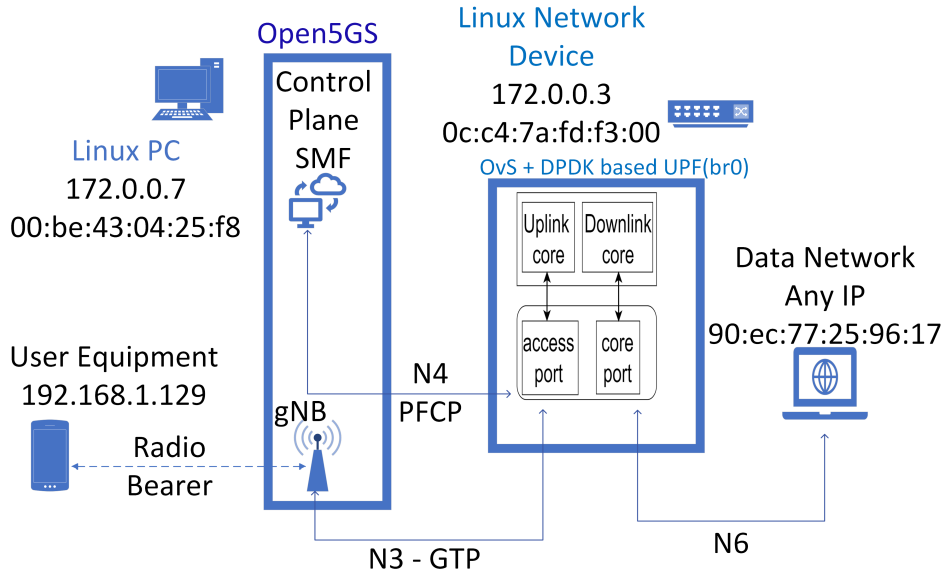 Open5GS
Control
Plane
SMF
Linux PC
172.0.0.7
00:be:43:04:25:f8
Linux Network
Device
172.0.0.3
0c:c4:7a:fd:f3:00
OvS + DPDK based UPF(br0)
Uplink
core
Downlink
core
access
port
core
port
Data Network
Any IP
90:ec:77:25:96:17
User Equipment
192.168.1.129
Radio
Bearer
gNB
N4
PFCP
N3 - GTP
N6